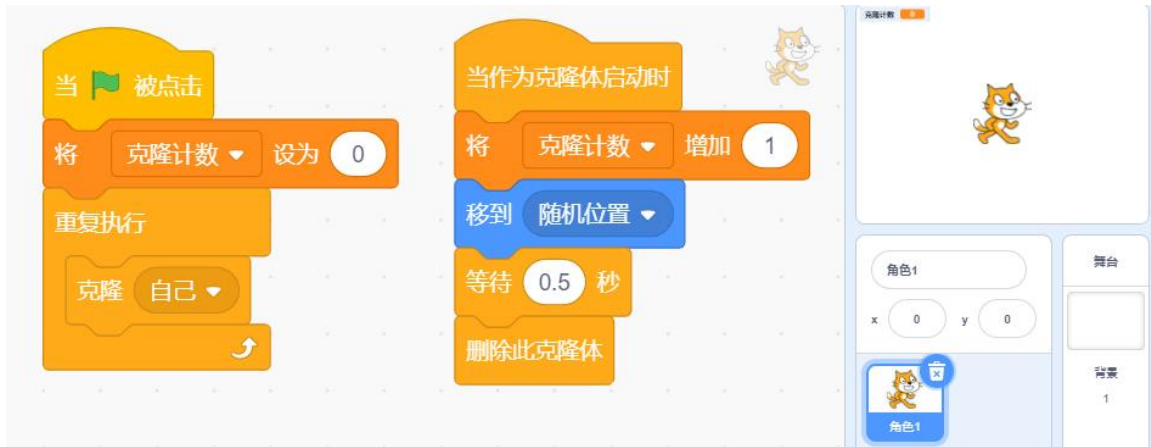 当 被点击
将 克隆计数 设为 0
重复执行
克隆 自己
当作为克隆体启动时
将 克隆计数 增加 1
移到 随机位置
等待 0.5 秒
删除此克隆体
克隆计数 0
角色1
x 0 y 0
角色1
舞台
背景
1